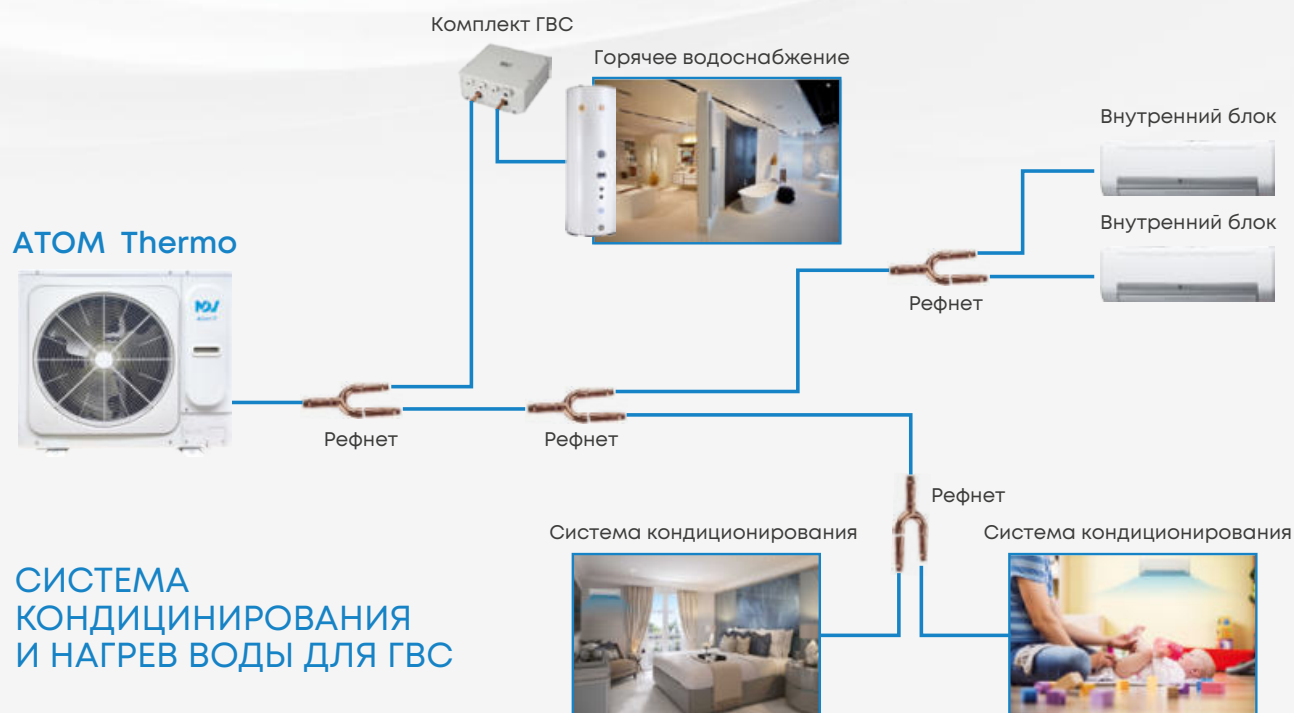 Комплект ГВС
Горячее водоснабжение
Внутренний блок
Внутренний блок
ATOM Thermo
MDV
Рефнет
Рефнет
Рефнет
Рефнет
Система кондиционирования
Система кондиционирования
СИСТЕМА
КОНДИЦИНИРОВАНИЯ
И НАГРЕВ ВОДЫ ДЛЯ ГВС